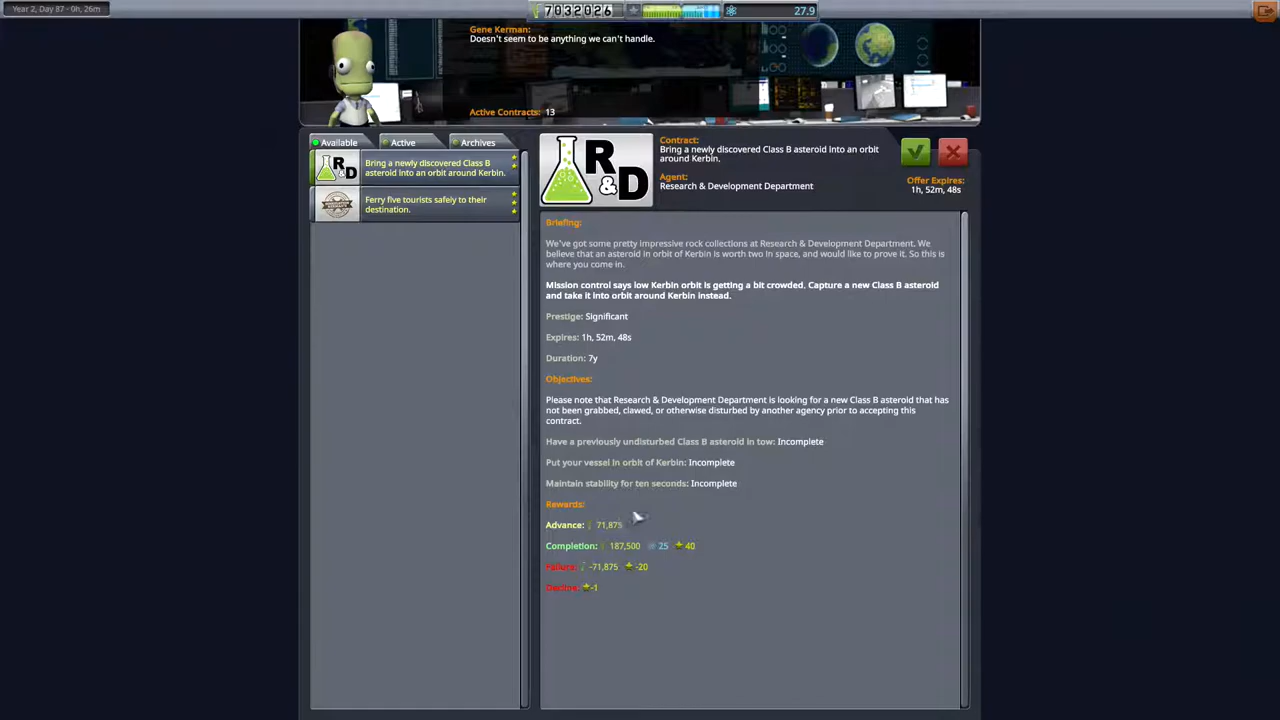 Year 2, Day 87 - 0h, 26m
7032026
27.9
Gene Kerman:
Doesn't seem to be anything we can't handle.
Active Contracts: 13
Available
Active
Archives
Bring a newly discovered Class B
asteroid into an orbit around Kerbin.
Ferry five tourists safely to their
destination.
R
&D
Contract:
Bring a newly discovered Class B asteroid into an orbit
around Kerbin.
Agent:
Research & Development Department
Offer Expires:
1h, 52m, 48s
Briefing:
We've got some pretty impressive rock collections at Research & Development Department. We
believe that an asteroid in orbit of Kerbin is worth two in space, and would like to prove it. So this is
where you come in.
Mission control says low Kerbin orbit is getting a bit crowded. Capture a new Class B asteroid
and take it into orbit around Kerbin instead.
Prestige: Significant
Expires: 1h, 52m, 48s
Duration: 7y
Objectives:
Please note that Research & Development Department is looking for a new Class B asteroid that has
not been grabbed, clawed, or otherwise disturbed by another agency prior to accepting this
contract.
Have a previously undisturbed Class B asteroid in tow: Incomplete
Put your vessel in orbit of Kerbin: Incomplete
Maintain stability for ten seconds: Incomplete
Rewards:
Advance: 71,875
Completion: 187,500 25 40
Failure: -71,875 -20
Decline: -1